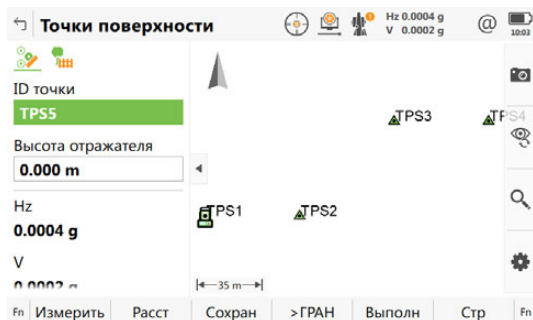 Точки поверхности
Hz 0.0004 g
V 0.0002 g
@
10:03
ID точки
TPS5
Высота отражателя
0.000 m
Hz
0.0004 g
V
TPS3
TPS4
TPS1
TPS2
35 m
Fn Измерить Расст Сохран >ГРАН Выполн Стр Fn